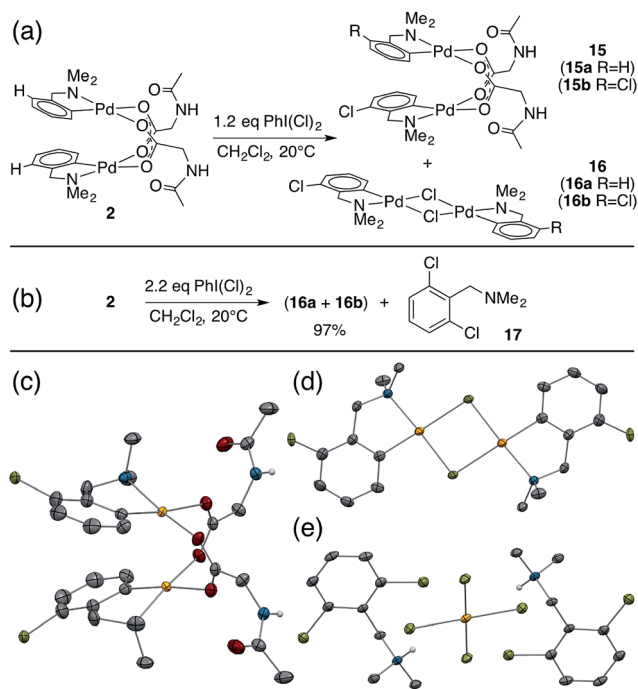 (a)
H
N
Me₂
Pd
O
O
O
NH
O
O
NH
O
H
Pd
N
Me₂
2
1.2 eq PhI(Cl)₂
CH₂Cl₂, 20°C
R
N
Me₂
Pd
O
O
O
NH
Cl
Pd
O
O
NH
O
N
Me₂
+
Cl
Pd
Cl
Cl
Pd
N
Me₂
Me₂
N
R
15
(15a R=H)
(15b R=Cl)
16
(16a R=H)
(16b R=Cl)
(b)
2
2.2 eq PhI(Cl)₂
CH₂Cl₂, 20°C
(16a + 16b)
97%
+
Cl
NMe₂
Cl
17
(c)
(d)
(e)